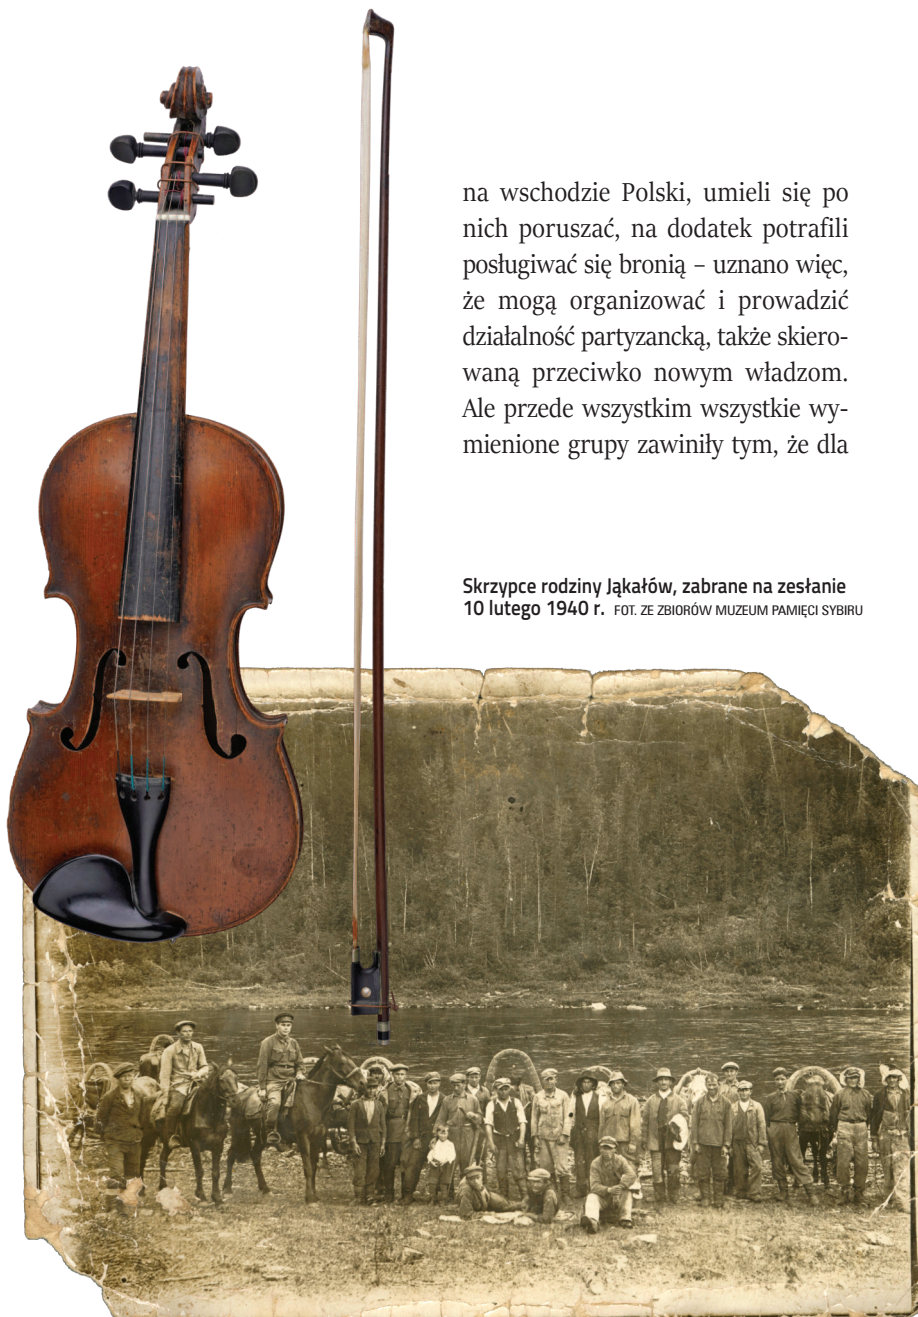 na wschodzie Polski, umieli się po
nich poruszać, na dodatek potrafili
posługiwać się bronią – uznano więc,
że mogą organizować i prowadzić
działalność partyzancką, także skiero-
waną przeciwko nowym władzom.
Ale przede wszystkim wszystkie wy-
mienione grupy zawiniły tym, że dla
Skrzypce rodziny Jąkałów, zabrane na zesłanie
10 lutego 1940 r. FOT. ZE ZBIORÓW MUZEUM PAMIĘCI SYBIRU